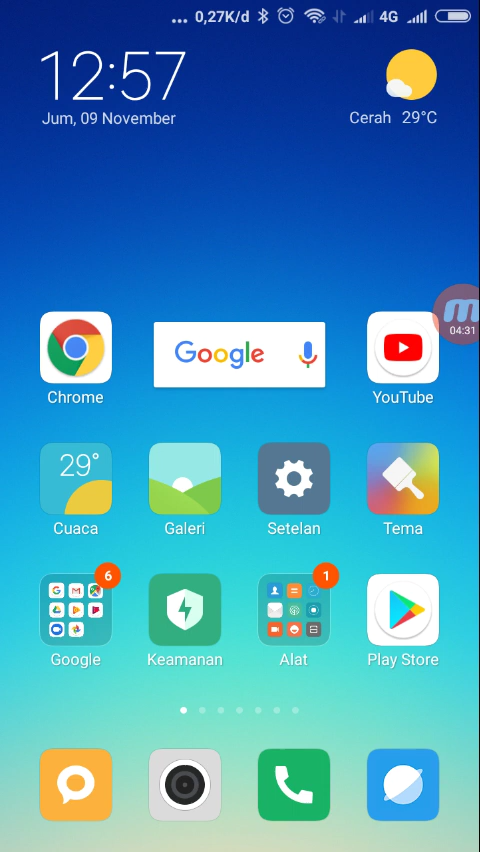 ... 0,27K/d 4G
12:57
Jum, 09 November
Cerah 29°C
Google
04:31
Chrome
YouTube
29°
Cuaca
Galeri
Setelan
Tema
6
1
Google
Keamanan
Alat
Play Store